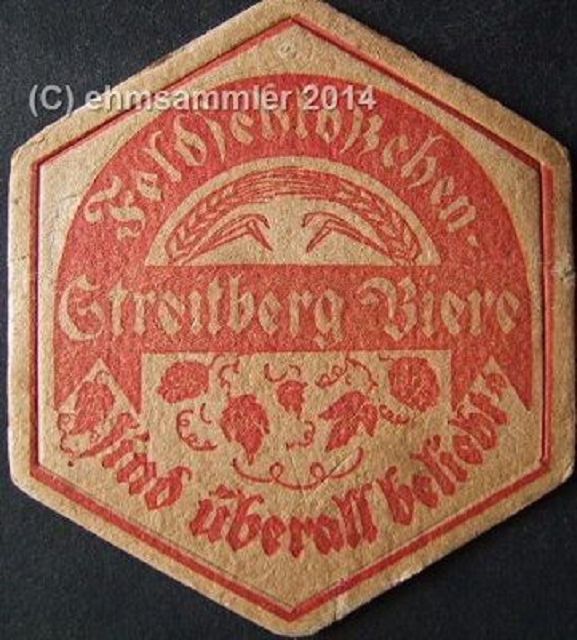 (C) ehmsammler 2014
Feldschlößchen-
Streitberg Biere
sind überall beliebt